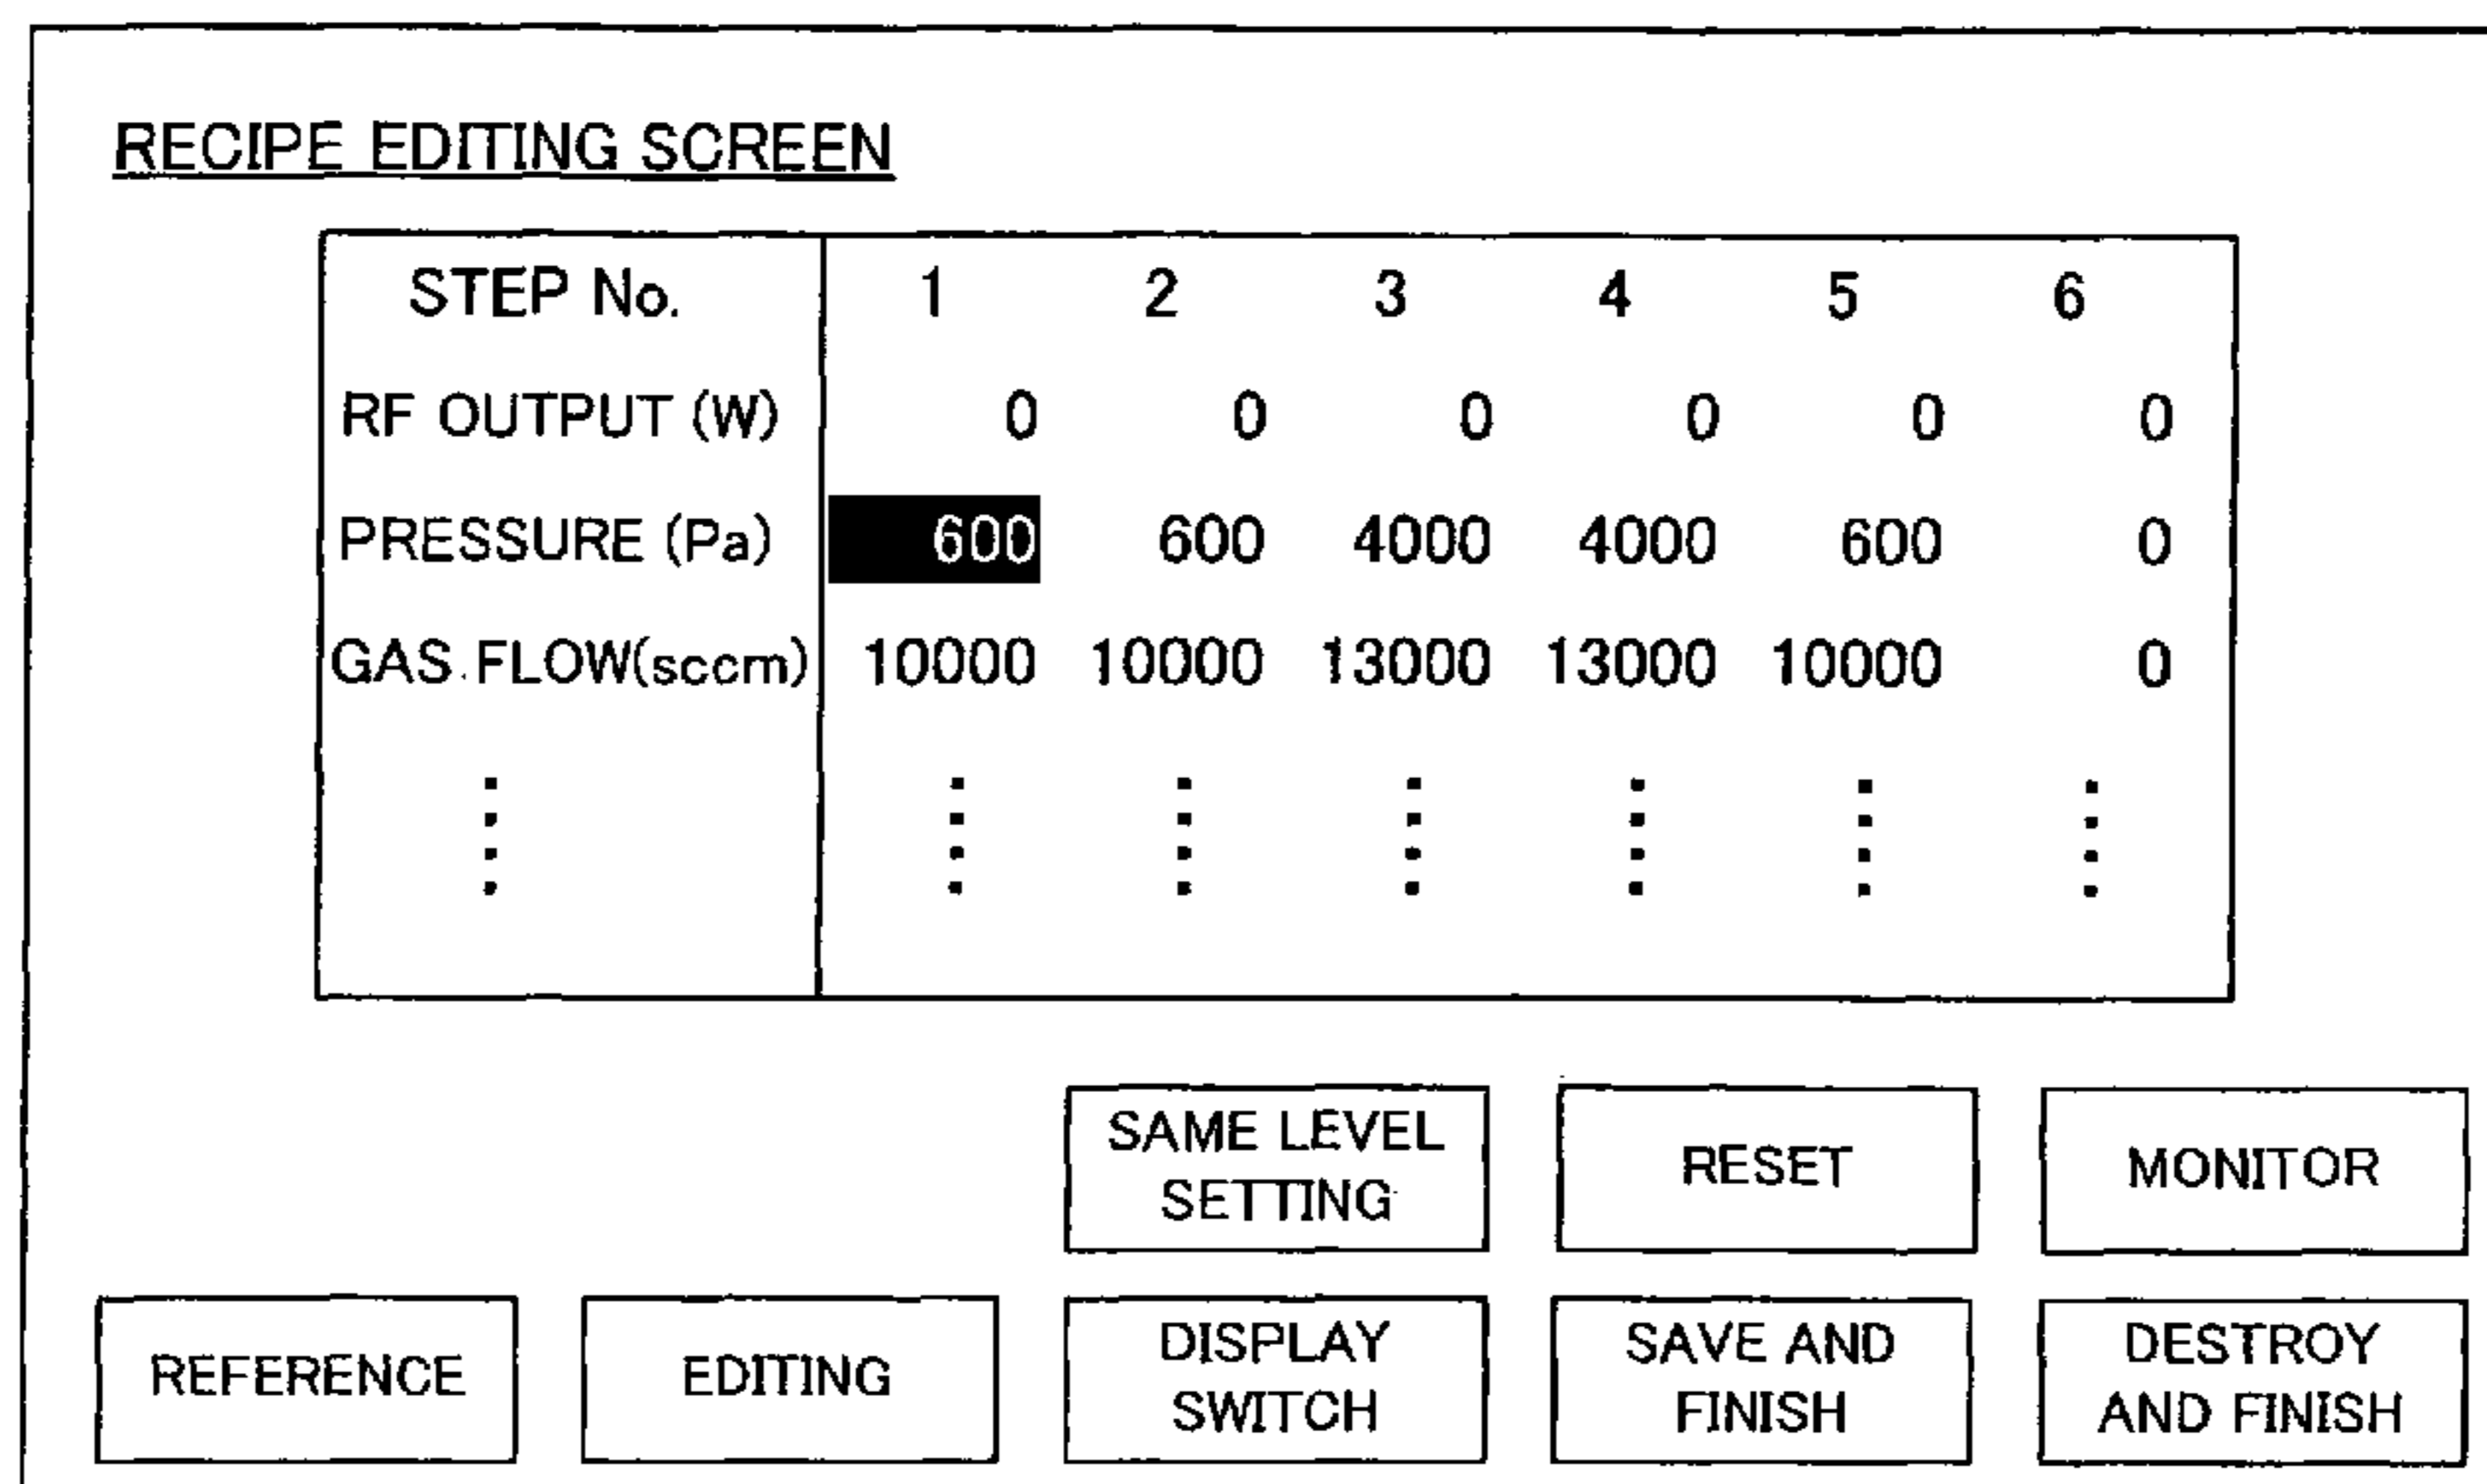 RECIPE EDITING SCREEN
STEP No. 1 2 3 4 5 6
RF OUTPUT (W) 0 0 0 0 0 0
PRESSURE (Pa) 600 600 4000 4000 600 0
GAS.FLOW(sccm) 10000 10000 13000 13000 10000 0
SAME LEVEL
SETTING
RESET
MONITOR
REFERENCE
EDITING
DISPLAY
SWITCH
SAVE AND
FINISH
DESTROY
AND FINISH